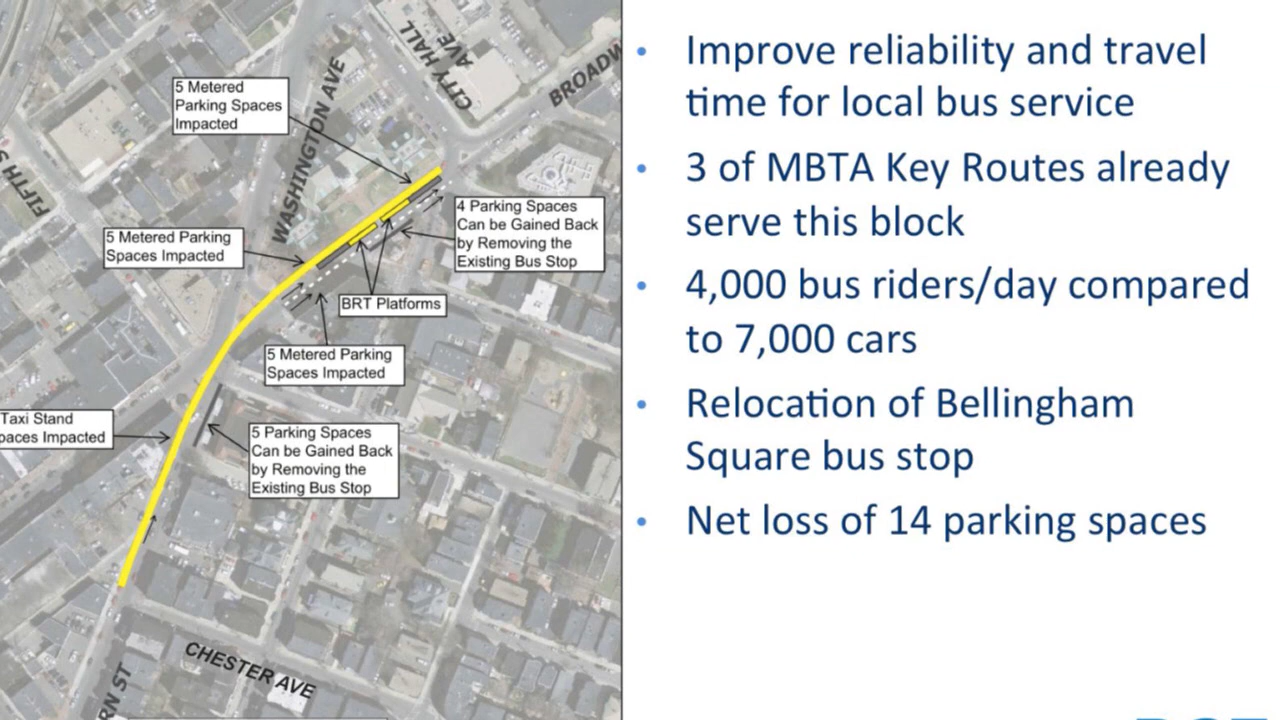 CITY HALL
AVE
BROADW
5 Metered
Parking Spaces
Impacted
WASHINGTON AVE
FIFTH S
4 Parking Spaces
Can be Gained Back
by Removing the
Existing Bus Stop
5 Metered Parking
Spaces Impacted
BRT Platforms
5 Metered Parking
Spaces Impacted
Taxi Stand
paces Impacted
5 Parking Spaces
Can be Gained Back
by Removing the
Existing Bus Stop
CHESTER AVE
RN ST
• Improve reliability and travel
time for local bus service
• 3 of MBTA Key Routes already
serve this block
• 4,000 bus riders/day compared
to 7,000 cars
• Relocation of Bellingham
Square bus stop
• Net loss of 14 parking spaces